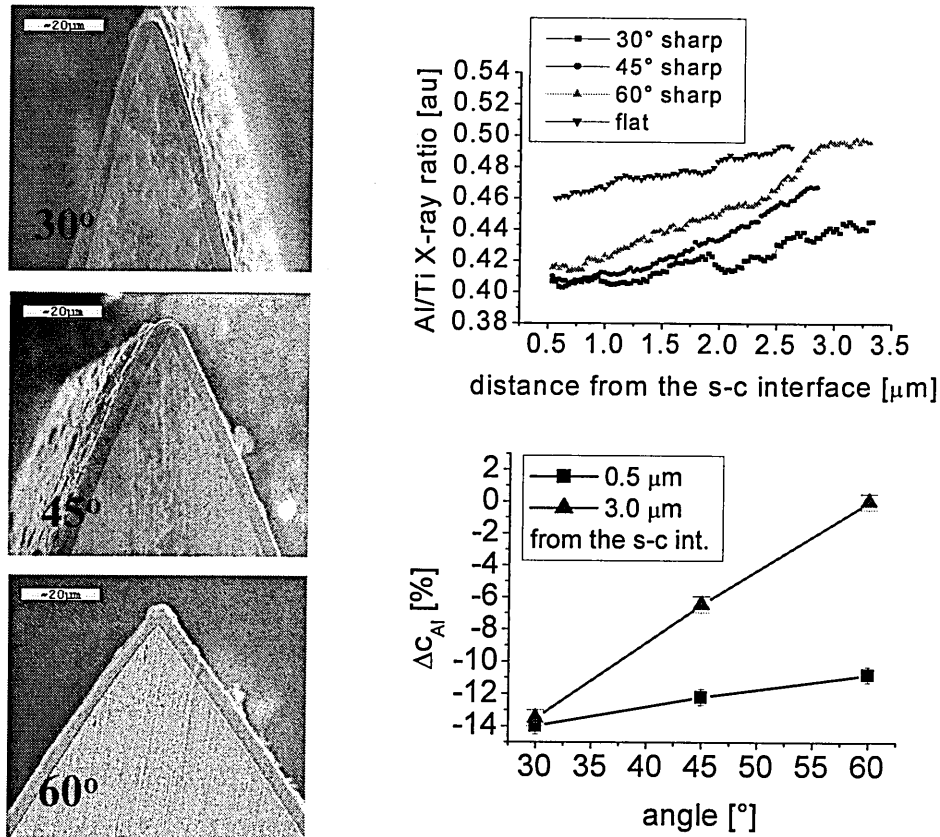 ~20µm
30°
~20µm
45°
~20µm
60°
30° sharp
45° sharp
60° sharp
flat
Al/Ti X-ray ratio [au]
0.54
0.52
0.50
0.48
0.46
0.44
0.42
0.40
0.38
0.5 1.0 1.5 2.0 2.5 3.0 3.5
distance from the s-c interface [µm]
0.5 µm
3.0 µm
from the s-c int.
Δc_Al [%]
2
0
-2
-4
-6
-8
-10
-12
-14
30 35 40 45 50 55 60
angle [°]